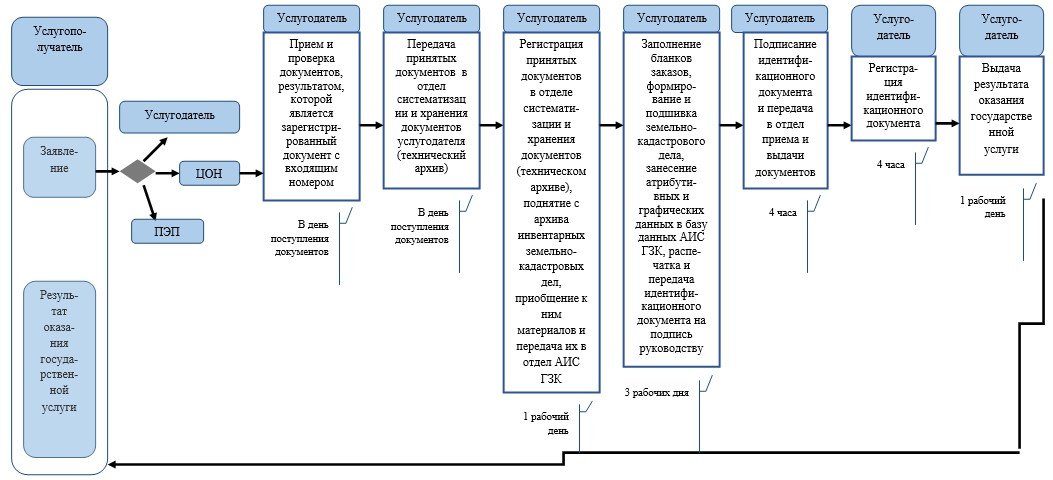 Услугопо-
лучатель
Заявле-
ние
Резуль-
тат
оказа-
ния
госуда-
рствен-
ной
услуги
Услугодатель
ЦОН
ПЭП
Услугодатель
Прием и
проверка
документов,
результатом,
которой
является
зарегистри-
рованный
документ с
входящим
номером
В день
поступления
документов
Услугодатель
Передача
принятых
документов в
отдел
систематизац
ии и хранения
документов
услугодателя
(технический
архив)
В день
поступления
документов
Услугодатель
Регистрация
принятых
документов
в отделе
системати-
зации и
хранения
документов
(техническом
архиве),
поднятие с
архива
инвентарных
земельно-
кадастровых
дел,
приобщение к
ним
материалов и
передача их в
отдел АИС
ГЗК
1 рабочий
день
Услугодатель
Заполнение
бланков
заказов,
формиро-
вание и
подшивка
земельно-
кадастрового
дела,
занесение
атрибутив-
ных и
графических
данных в базу
данных АИС
ГЗК, распе-
чатка и
передача
идентифи-
кационного
документа на
подпись
руководству
3 рабочих дня
Услугодатель
Подписание
идентифи-
кационного
документа
и передача
в отдел
приема и
выдачи
документов
4 часа
Услуго-
датель
Регистра-
ция
идентифи-
кационного
документа
4 часа
Услуго-
датель
Выдача
результата
оказания
государстве
нной
услуги
1 рабочий
день